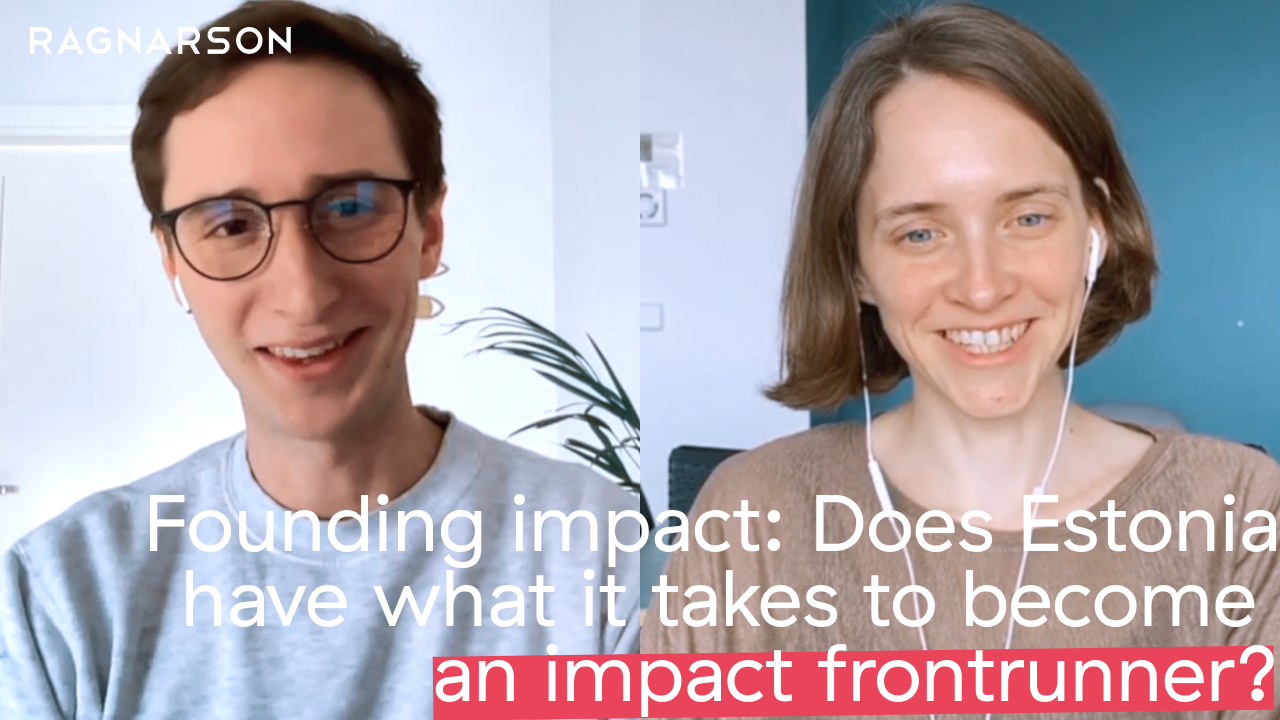 RAGNARSON
Founding impact: Does Estonia
have what it takes to become
an impact frontrunner?